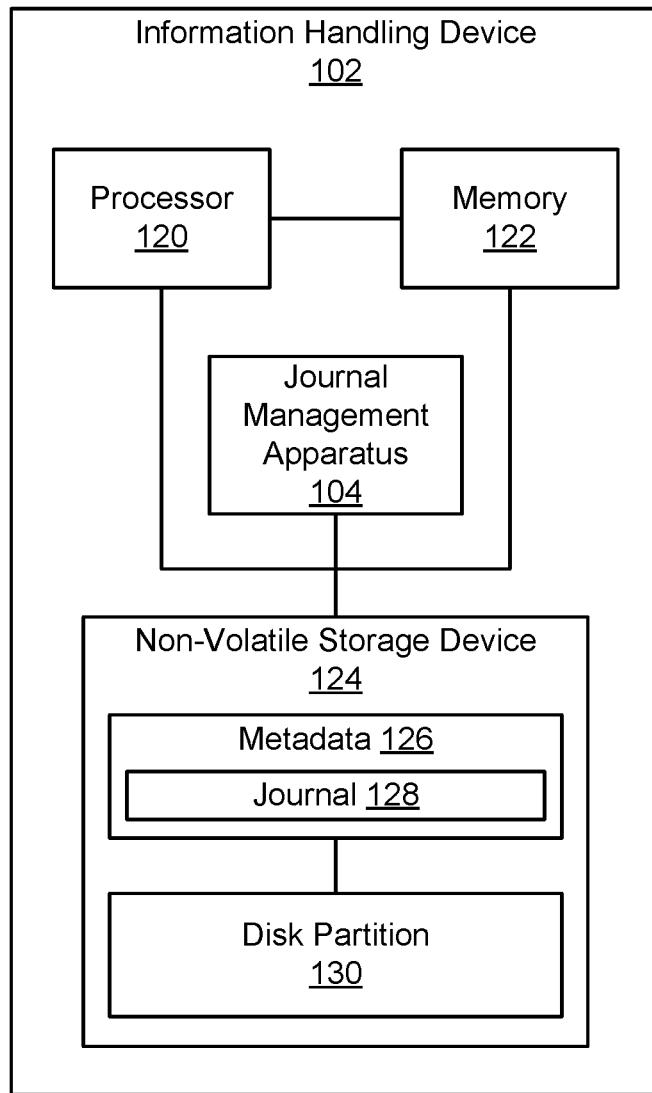 Information Handling Device
102
Processor
120
Memory
122
Journal
Management
Apparatus
104
Non-Volatile Storage Device
124
Metadata 126
Journal 128
Disk Partition
130